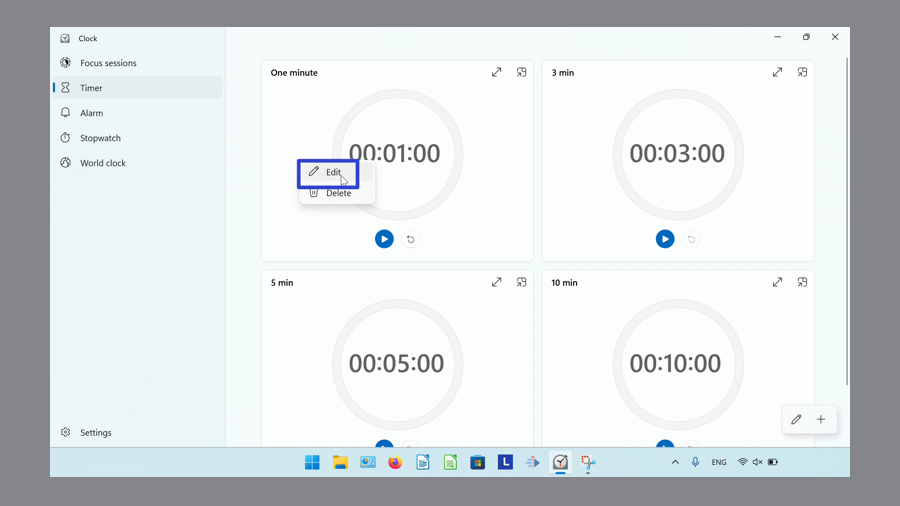 Clock
Focus sessions
Timer
Alarm
Stopwatch
World clock
Settings
One minute
00:01:00
Edit
Delete
3 min
00:03:00
5 min
00:05:00
10 min
00:10:00
L
ENG